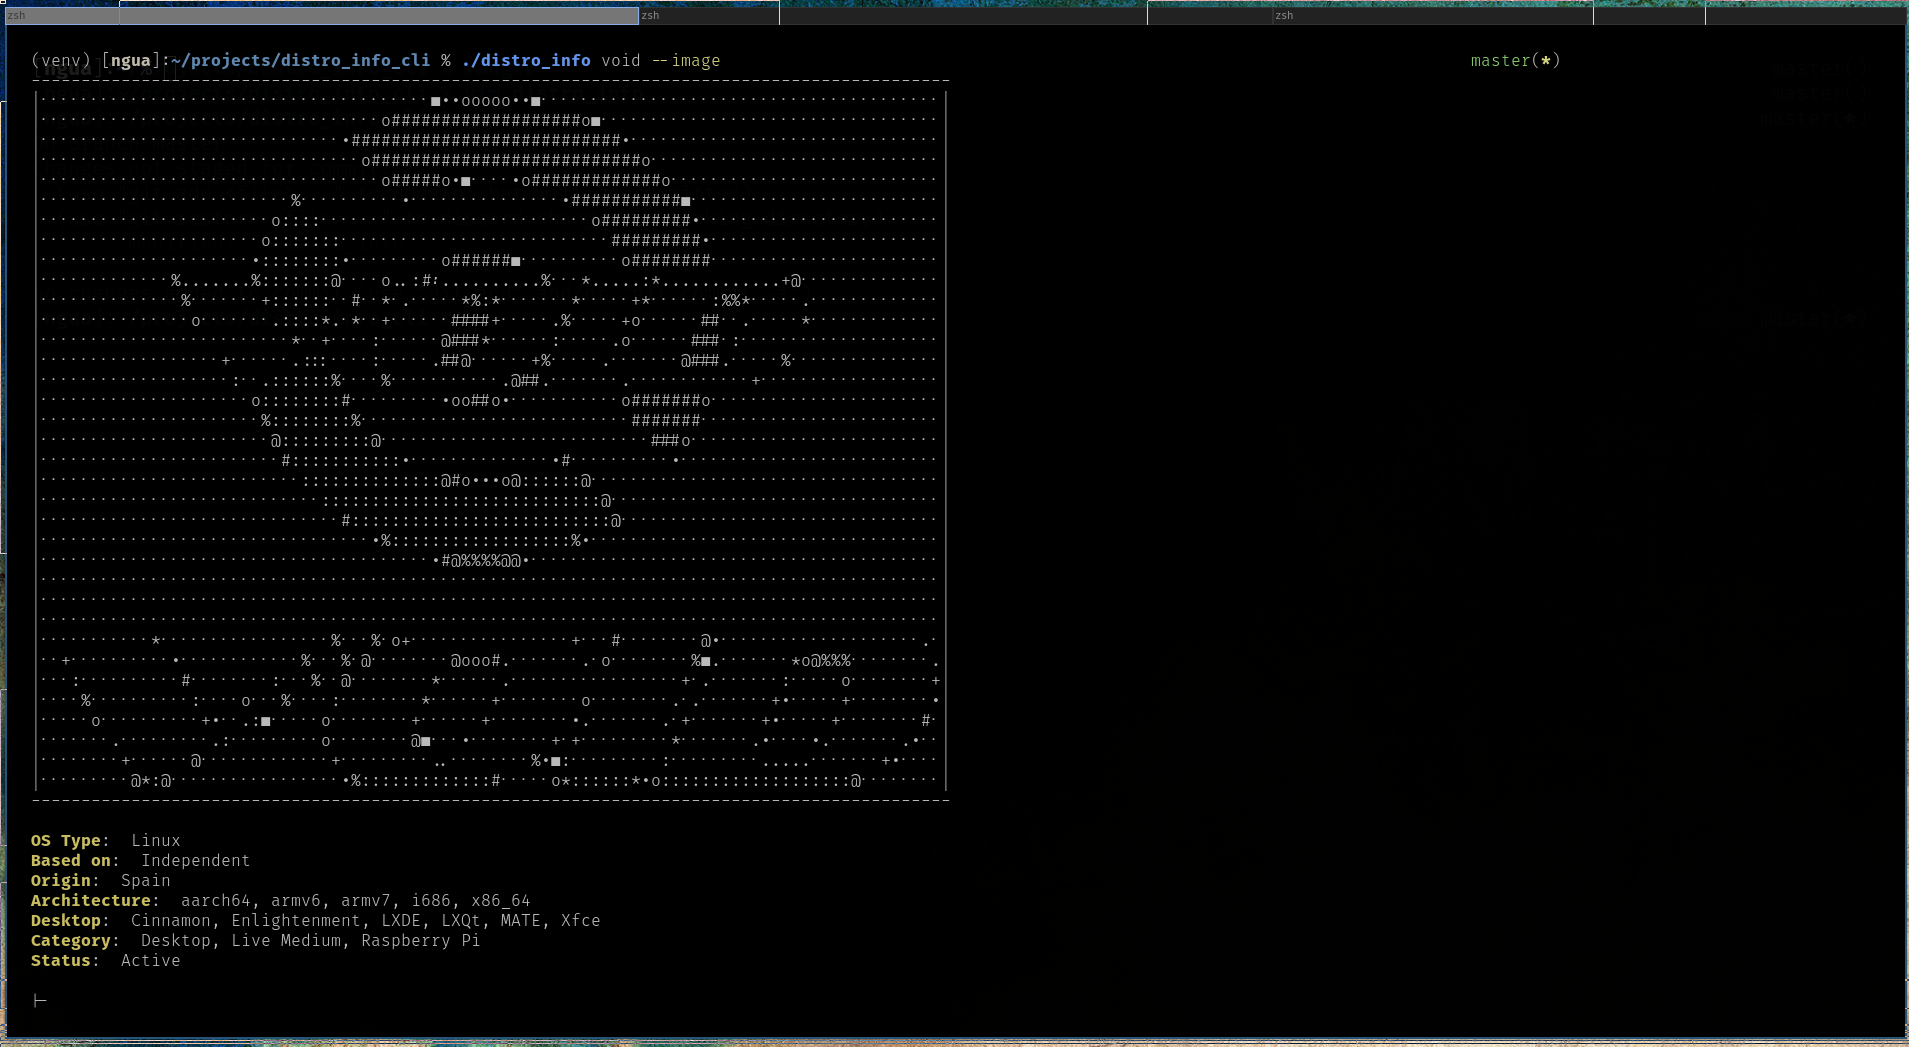 zsh zsh zsh
(venv) [ngua]:~/projects/distro_info_cli % ./distro_info void --image master(*)
OS Type: Linux
Based on: Independent
Origin: Spain
Architecture: aarch64, armv6, armv7, i686, x86_64
Desktop: Cinnamon, Enlightenment, LXDE, LXQt, MATE, Xfce
Category: Desktop, Live Medium, Raspberry Pi
Status: Active